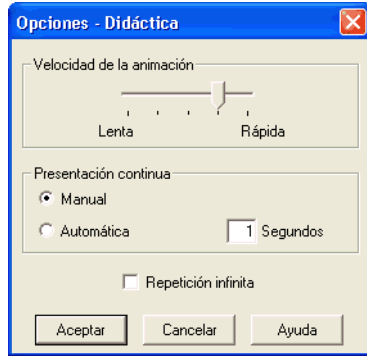 Opciones - Didáctica
Velocidad de la animación
Lenta Rápida
Presentación continua
Manual
Automática 1 Segundos
Repetición infinita
Aceptar Cancelar Ayuda